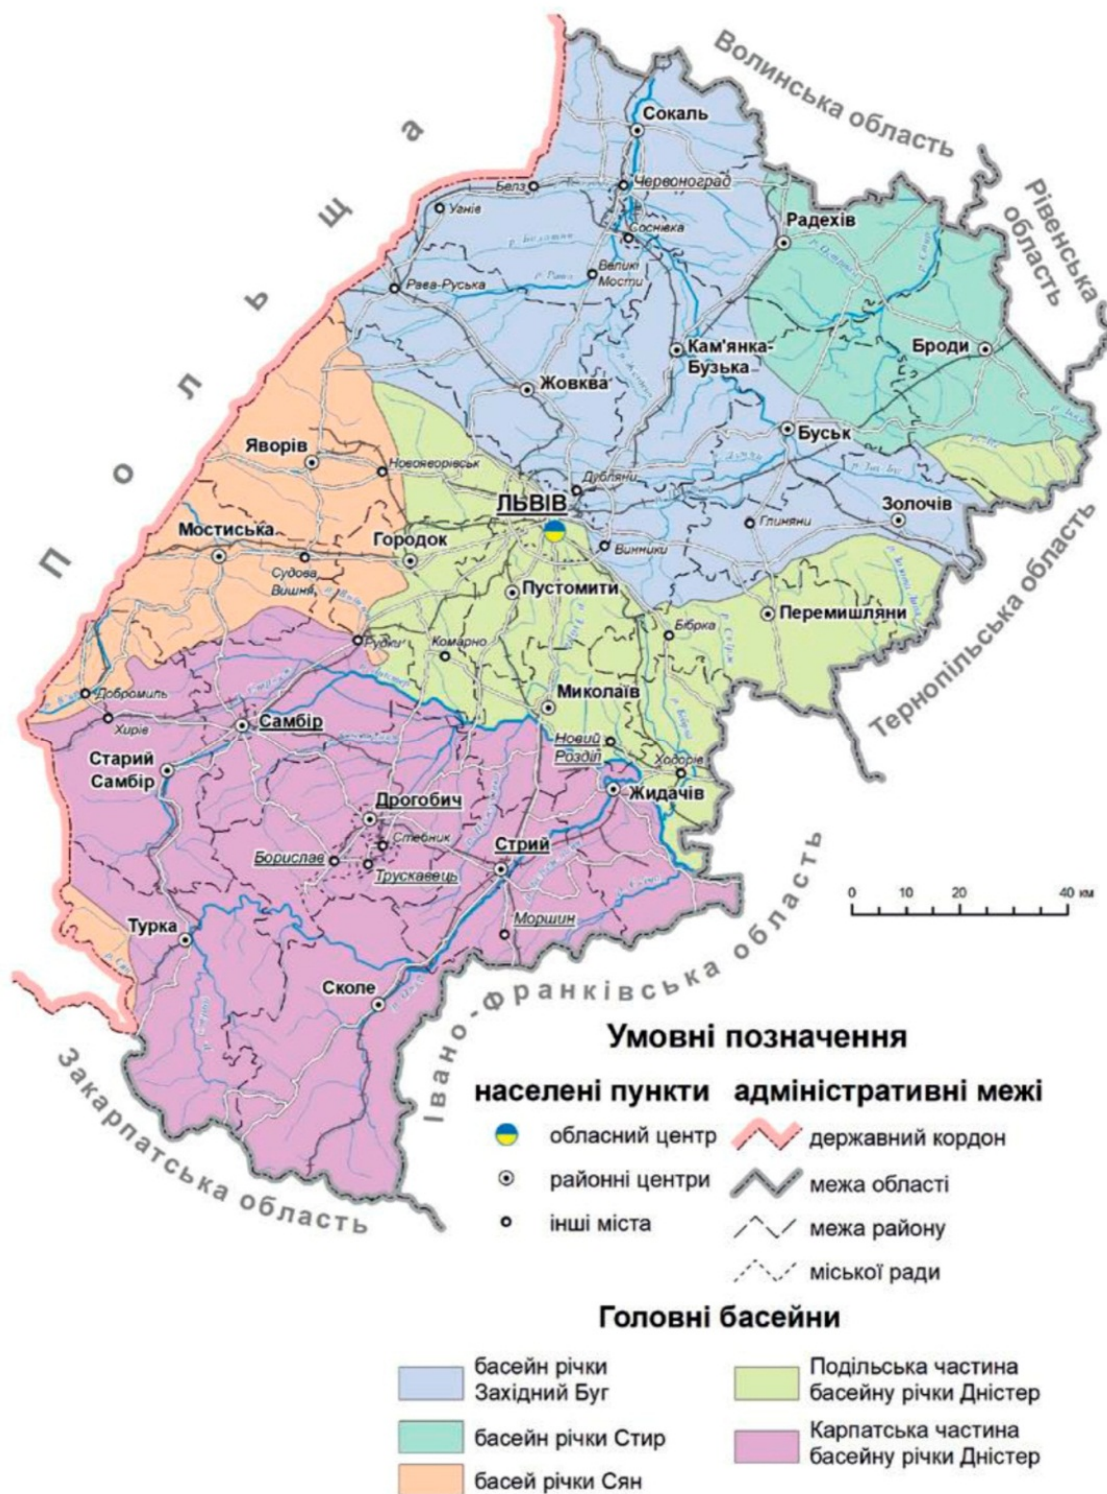 Польща
Волинська область
Рівенська
область
Тернопільська область
Івано-Франківська область
Закарпатська область
Сокаль
Белз
Червоноград
Угнів
Соснівка
Радехів
р. Рата
Великі
Мости
Рава-Руська
Кам'янка-
Бузька
Броди
Жовква
Буськ
Яворів
Новояворівськ
Дубляни
ЛЬВІВ
Золочів
Глиняни
Мостиська
Городок
Судова
Вишня
Винники
Пустомити
Перемишляни
Бібрка
Рудки
Комарно
Добромиль
Миколаїв
Хирів
Самбір
Новий
Розділ
Старий
Самбір
Ходорів
Жидачів
Дрогобич
Стебник
Стрий
Борислав
Трускавець
Моршин
Турка
Сколе
0 10 20 40 км
Умовні позначення
населені пункти
обласний центр
районні центри
інші міста
адміністративні межі
державний кордон
межа області
межа району
міської ради
Головні басейни
басейн річки
Західний Буг
басейн річки Стир
басей річки Сян
Подільська частина
басейну річки Дністер
Карпатська частина
басейну річки Дністер